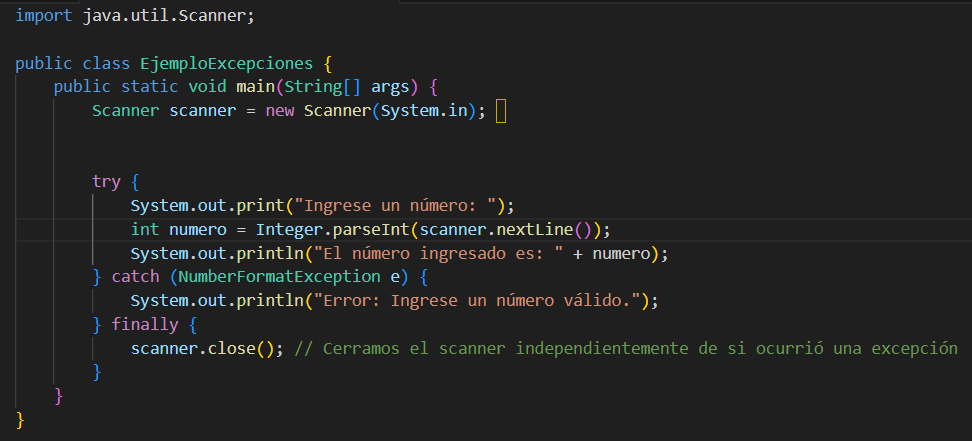 import java.util.Scanner;
public class EjemploExcepciones {
public static void main(String[] args) {
Scanner scanner = new Scanner(System.in);
try {
System.out.print("Ingrese un número: ");
int numero = Integer.parseInt(scanner.nextLine());
System.out.println("El número ingresado es: " + numero);
} catch (NumberFormatException e) {
System.out.println("Error: Ingrese un número válido.");
} finally {
scanner.close(); // Cerramos el scanner independientemente de si ocurrió una excepción
}
}
}